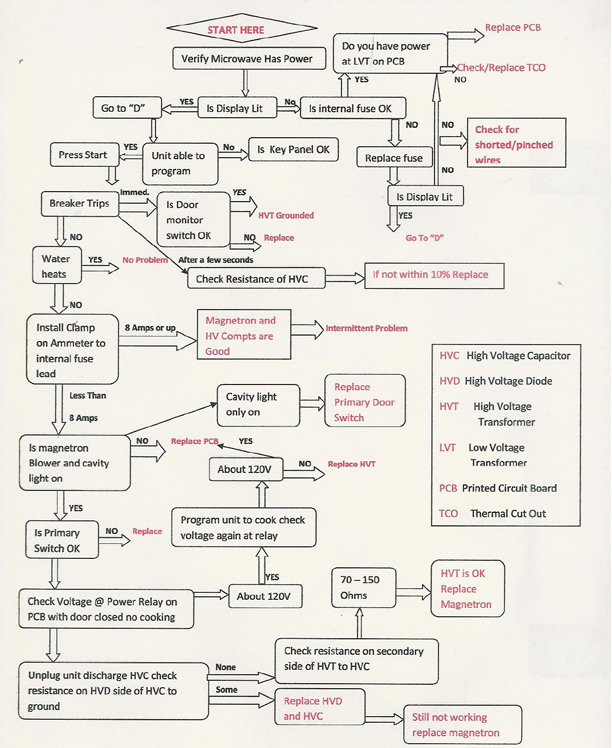 START HERE
Replace PCB
Verify Microwave Has Power
Do you have power
at LVT on PCB
Check/Replace TCO
YES
NO
Go to "D"
YES
Is Display Lit
No
Is internal fuse OK
NO
NO
Check for
shorted/pinched
wires
Press Start
YES
Unit able to
program
No
Is Key Panel OK
Replace fuse
NO
Is Display Lit
Immed.
YES
Breaker Trips
Is Door
monitor
switch OK
HVT Grounded
YES
NO
NO
Replace
Go To "D"
Water
heats
YES
No Problem
After a few seconds
Check Resistance of HVC
If not within 10% Replace
NO
Install Clamp
on Ammeter to
internal fuse
lead
8 Amps or up
Magnetron and
HV Compts are
Good
Intermittent Problem
HVC High Voltage Capacitor
HVD High Voltage Diode
HVT High Voltage
Transformer
LVT Low Voltage
Transformer
PCB Printed Circuit Board
TCO Thermal Cut Out
Less Than
8 Amps
Cavity light
only on
Replace
Primary Door
Switch
Is magnetron
Blower and cavity
light on
NO
Replace PCB
YES
About 120V
NO
Replace HVT
YES
Program unit to cook check
voltage again at relay
Is Primary
Switch OK
NO
Replace
YES
70 – 150
Ohms
HVT is OK
Replace
Magnetron
Check Voltage @ Power Relay on
PCB with door closed no cooking
About 120V
Check resistance on secondary
side of HVT to HVC
Unplug unit discharge HVC check
resistance on HVD side of HVC to
ground
None
Some
Replace HVD
and HVC
Still not working
replace magnetron